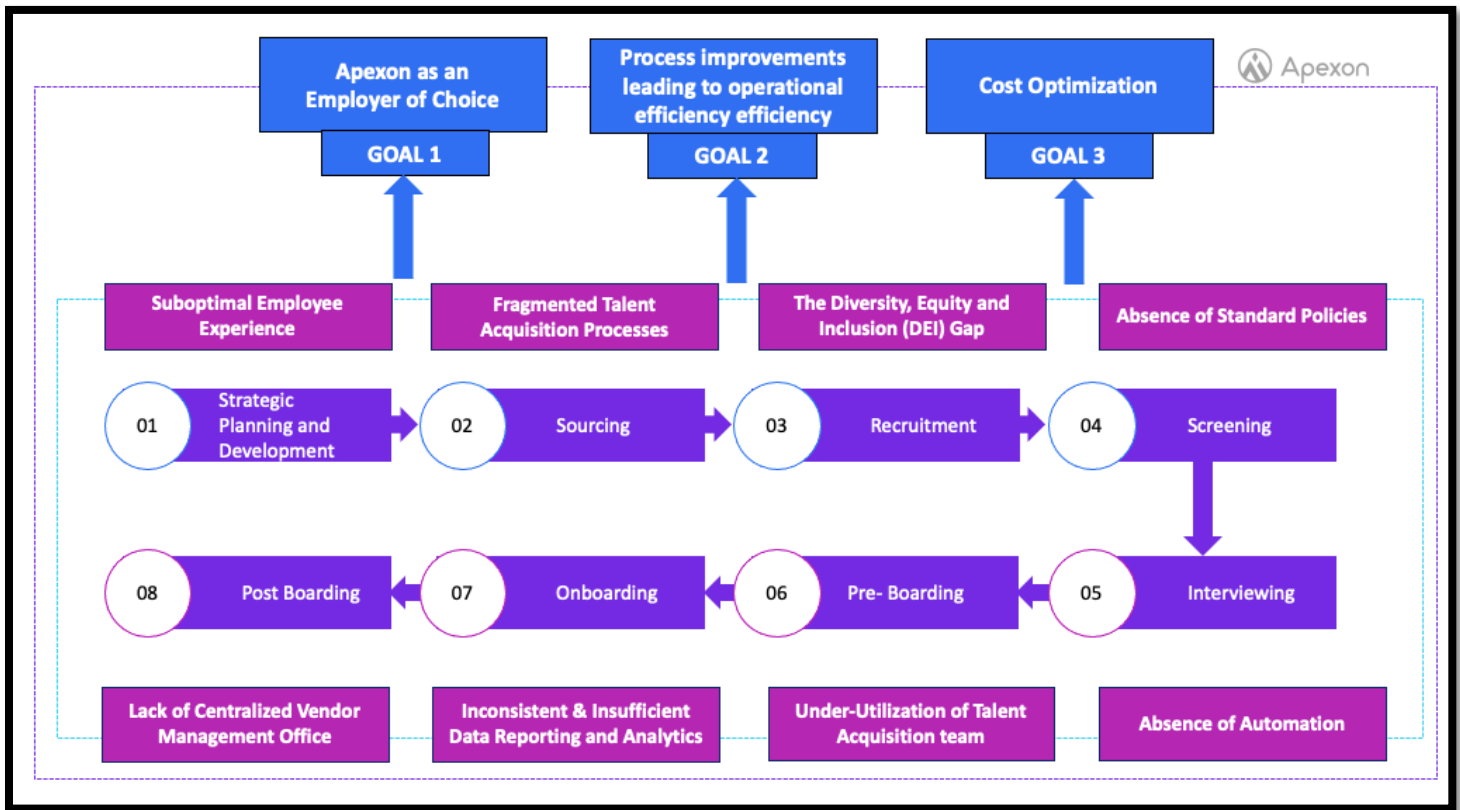 Apexon as an
Employer of Choice
GOAL 1
Process improvements
leading to operational
efficiency efficiency
GOAL 2
Cost Optimization
GOAL 3
Apexon
Suboptimal Employee
Experience
Fragmented Talent
Acquisition Processes
The Diversity, Equity and
Inclusion (DEI) Gap
Absence of Standard Policies
01
Strategic
Planning and
Development
02
Sourcing
03
Recruitment
04
Screening
08
Post Boarding
07
Onboarding
06
Pre- Boarding
05
Interviewing
Lack of Centralized Vendor
Management Office
Inconsistent & Insufficient
Data Reporting and Analytics
Under-Utilization of Talent
Acquisition team
Absence of Automation